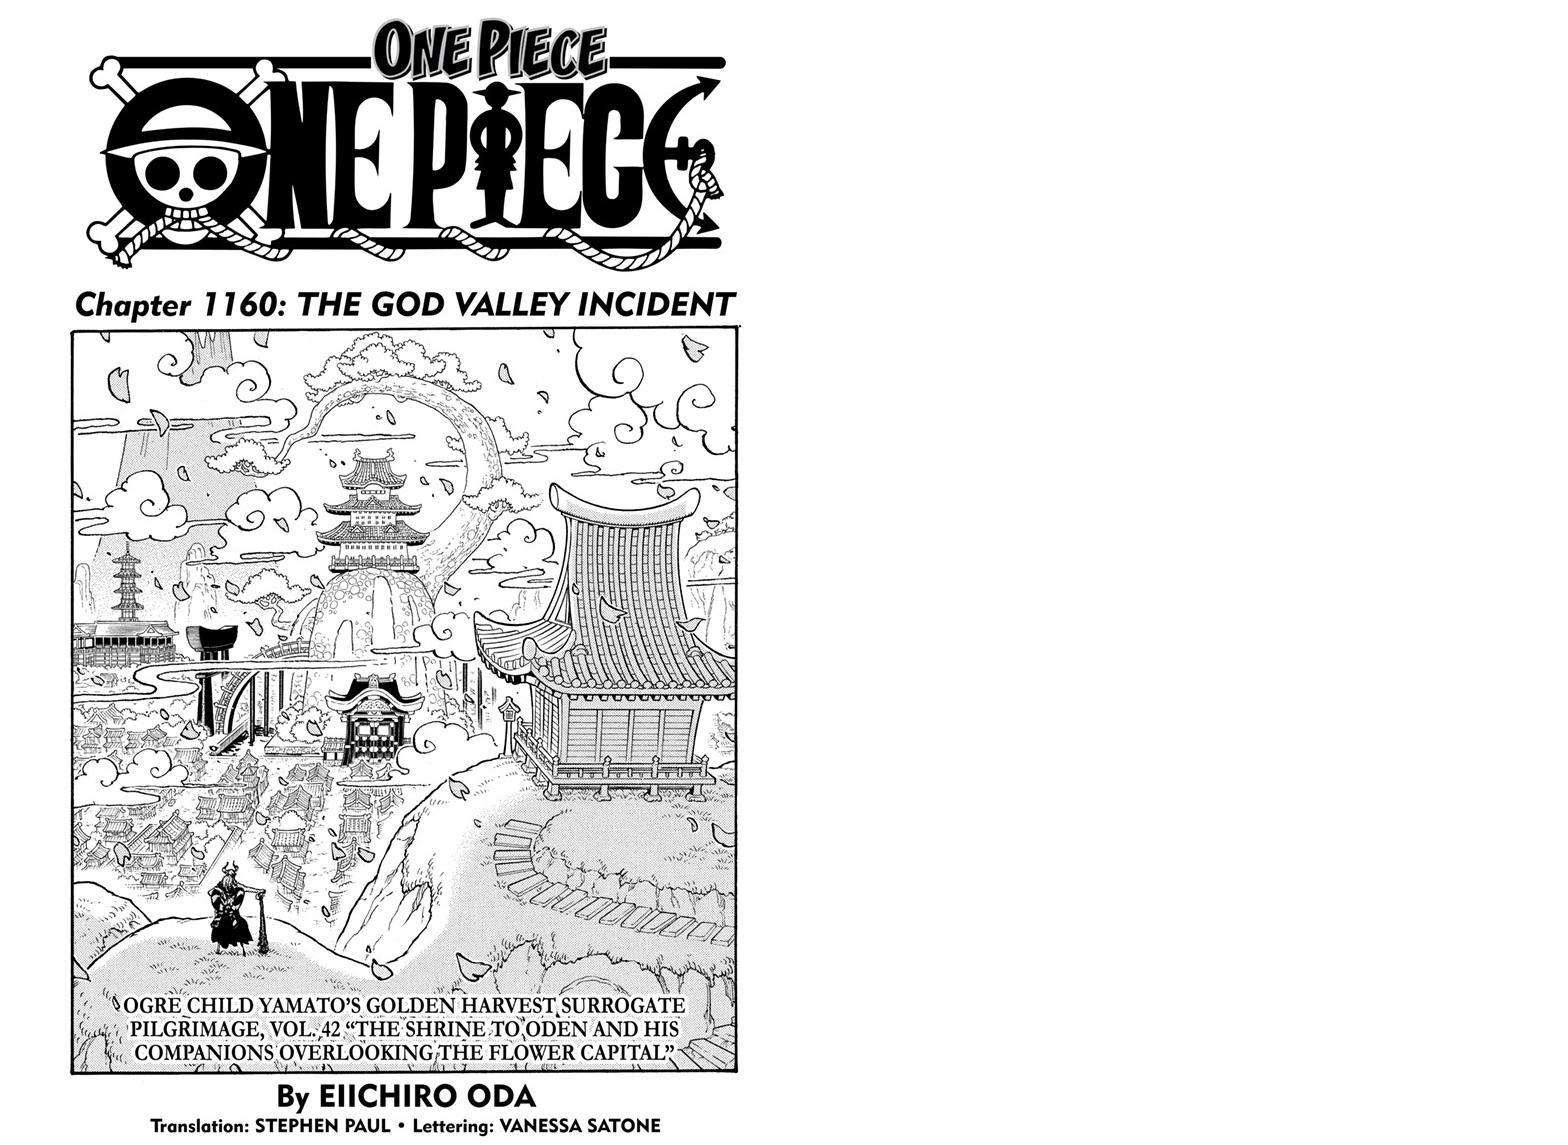 ONE PIECE
ONE PIECE
Chapter 1160: THE GOD VALLEY INCIDENT
OGRE CHILD YAMATO'S GOLDEN HARVEST SURROGATE
PILGRIMAGE, VOL. 42 “THE SHRINE TO ODEN AND HIS
COMPANIONS OVERLOOKING THE FLOWER CAPITAL”
By EIICHIRO ODA
Translation: STEPHEN PAUL • Lettering: VANESSA SATONE